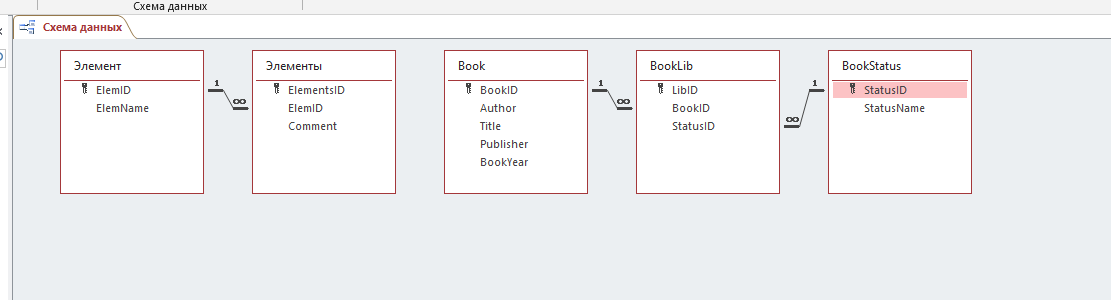 Схема данных
Схема данных
Элемент
ElemID
ElemName
1
∞
Элементы
ElementsID
ElemID
Comment
Book
BookID
Author
Title
Publisher
BookYear
1
∞
BookLib
LibID
BookID
StatusID
∞
1
BookStatus
StatusID
StatusName